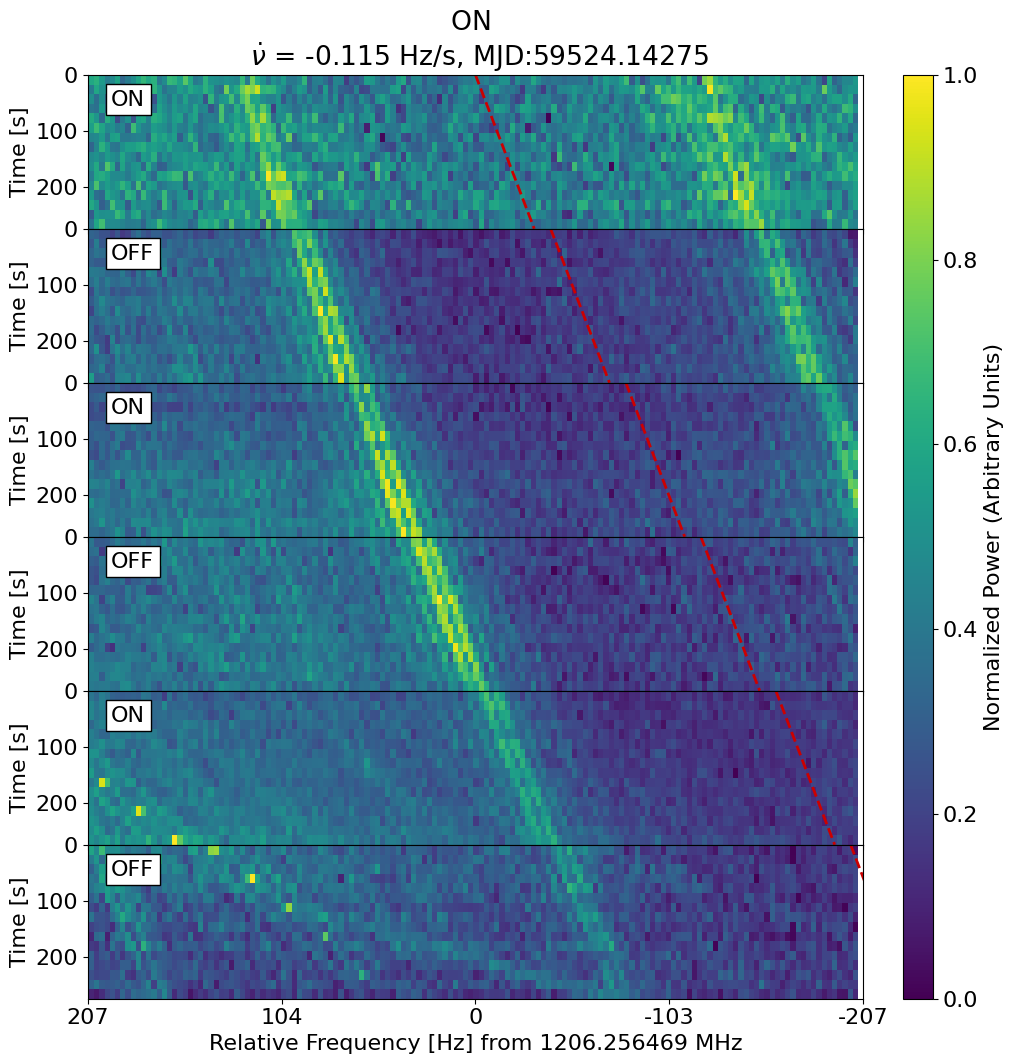 ON
ν̇ = -0.115 Hz/s, MJD:59524.14275
0
100
200
Time [s]
ON
0
100
200
Time [s]
OFF
0
100
200
Time [s]
ON
0
100
200
Time [s]
OFF
0
100
200
Time [s]
ON
0
100
200
Time [s]
OFF
207
104
0
-103
-207
Relative Frequency [Hz] from 1206.256469 MHz
1.0
0.8
0.6
0.4
0.2
0.0
Normalized Power (Arbitrary Units)